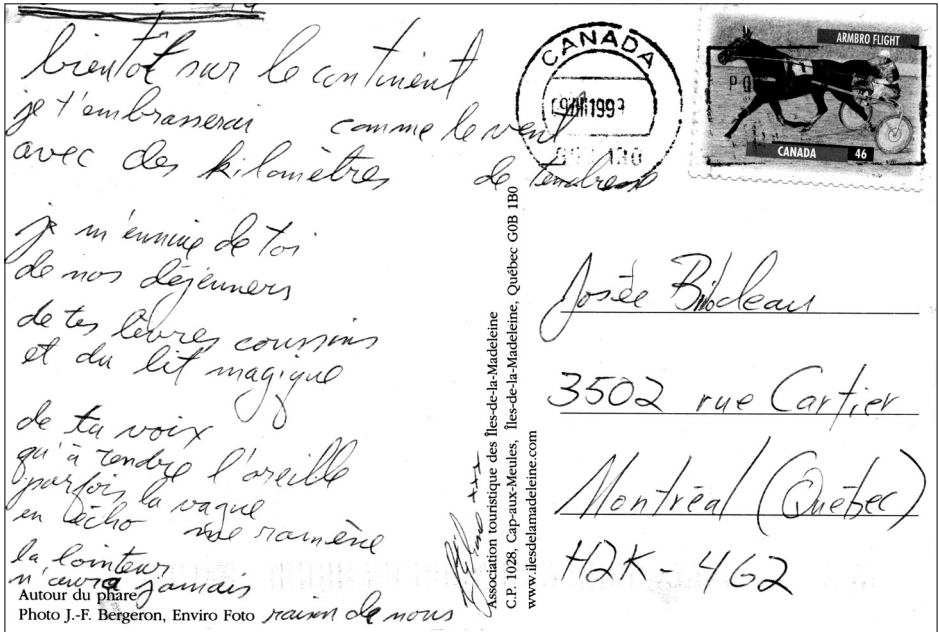 bientôt sur le continent
je t'embrasserai comme le vent
avec des kilomètres de tendresse
je m'ennuie de toi
de nos déjeuners
de tes lèvres coussins
et du lit magique
de ta voix
qu'à tendre l'oreille
parfois la vague
en écho me ramène
la lointeur
n'aura jamais
raison de nous
Autour du phare
Photo J.-F. Bergeron, Enviro Foto
Association touristique des Îles-de-la-Madeleine
C.P. 1028, Cap-aux-Meules, Îles-de-la-Madeleine, Québec G0B 1B0
www.ilesdelamadeleine.com
CANADA
1999
ARMBRO FLIGHT
CANADA 46
Josée Bilodeau
3502 rue Cartier
Montréal (Québec)
H2K-4G2